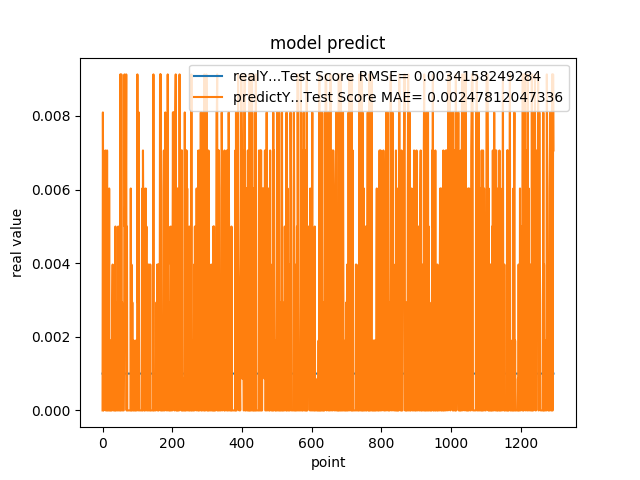 model predict
realY...Test Score RMSE= 0.0034158249284
predictY...Test Score MAE= 0.00247812047336
real value
0.008
0.006
0.004
0.002
0.000
0 200 400 600 800 1000 1200
point